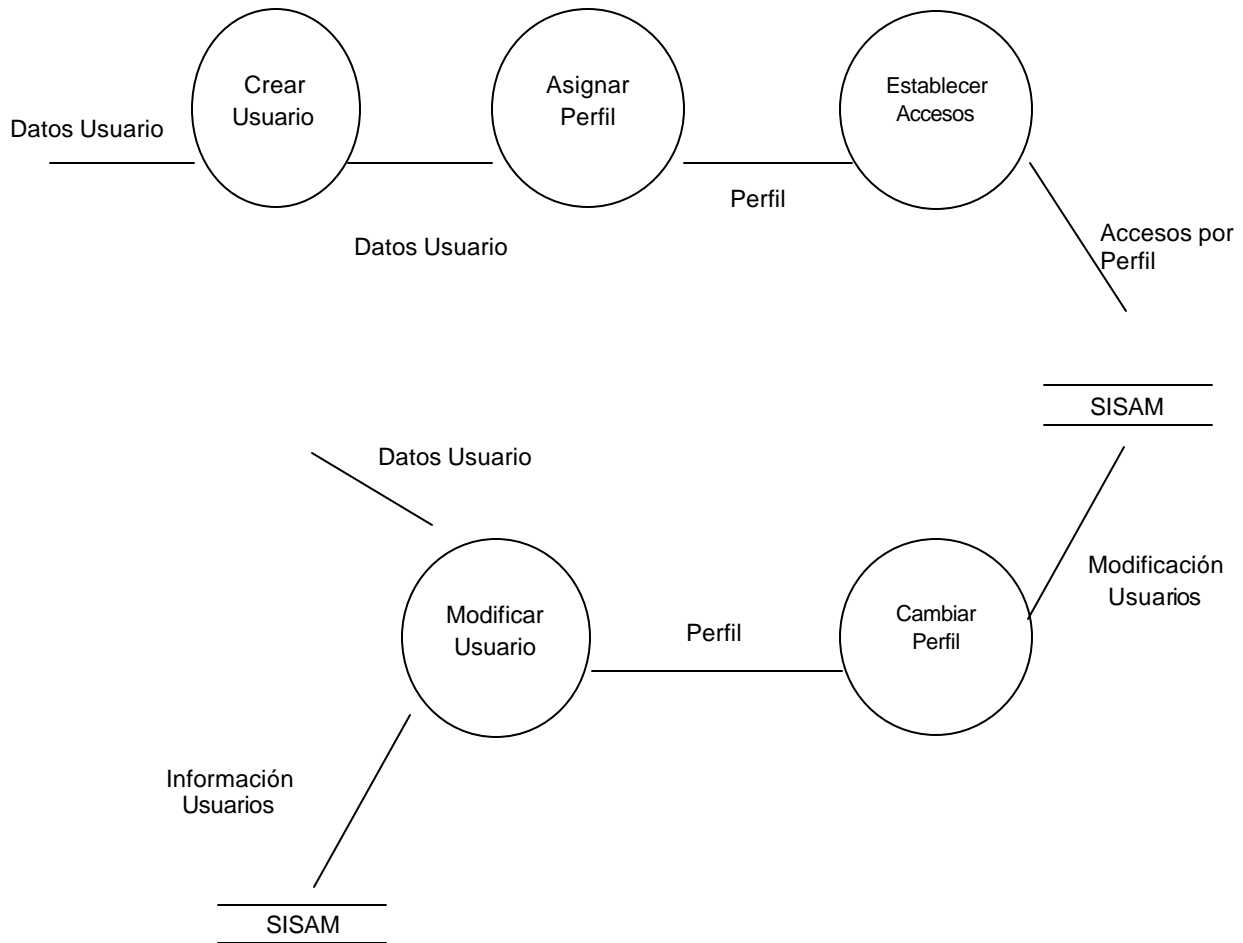 Crear
Usuario
Asignar
Perfil
Establecer
Accesos
Datos Usuario
Perfil
Datos Usuario
Accesos por
Perfil
SISAM
Datos Usuario
Modificación
Usuarios
Modificar
Usuario
Perfil
Cambiar
Perfil
Información
Usuarios
SISAM